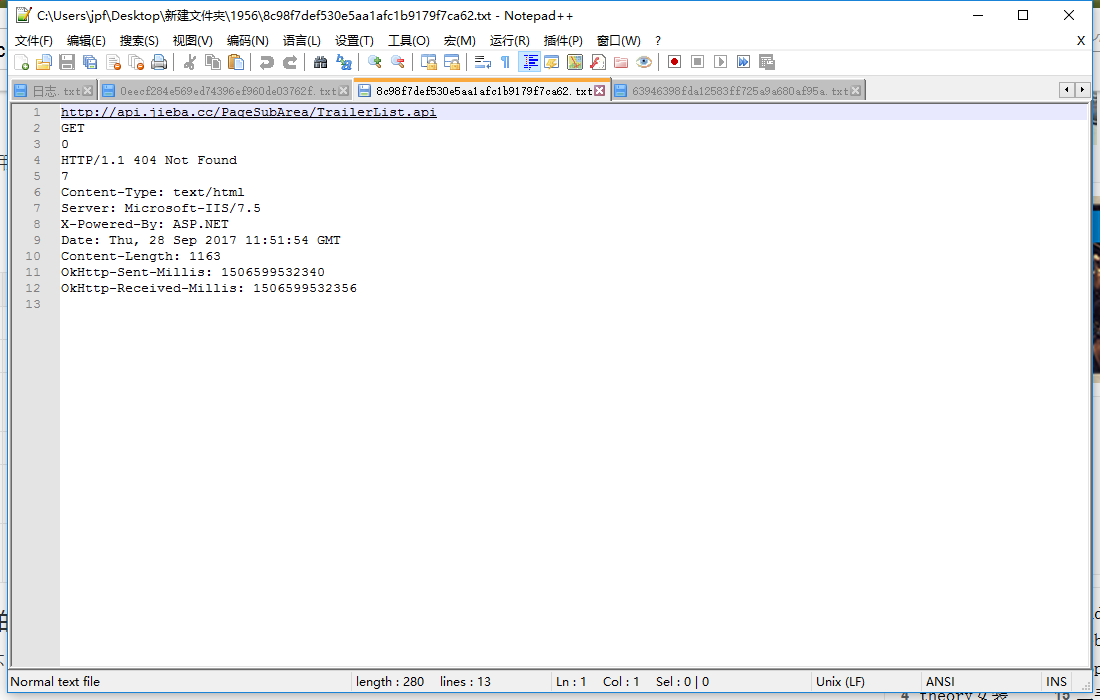 C:\Users\jpf\Desktop\新建文件夹\1956\8c98f7def530e5aa1afc1b9179f7ca62.txt - Notepad++
文件(F) 编辑(E) 搜索(S) 视图(V) 编码(N) 语言(L) 设置(T) 工具(O) 宏(M) 运行(R) 插件(P) 窗口(W) ? X
日志.txt 0eecf284e569ed74396ef960de03762f.txt 8c98f7def530e5aa1afc1b9179f7ca62.txt 63946398fda12583ff725a9a680af95a.txt
1 http://api.jieba.cc/PageSubArea/TrailerList.api
2 GET
3 0
4 HTTP/1.1 404 Not Found
5 7
6 Content-Type: text/html
7 Server: Microsoft-IIS/7.5
8 X-Powered-By: ASP.NET
9 Date: Thu, 28 Sep 2017 11:51:54 GMT
10 Content-Length: 1163
11 OkHttp-Sent-Millis: 1506599532340
12 OkHttp-Received-Millis: 1506599532356
13
Normal text file length : 280 lines : 13 Ln : 1 Col : 1 Sel : 0 | 0 Unix (LF) ANSI INS